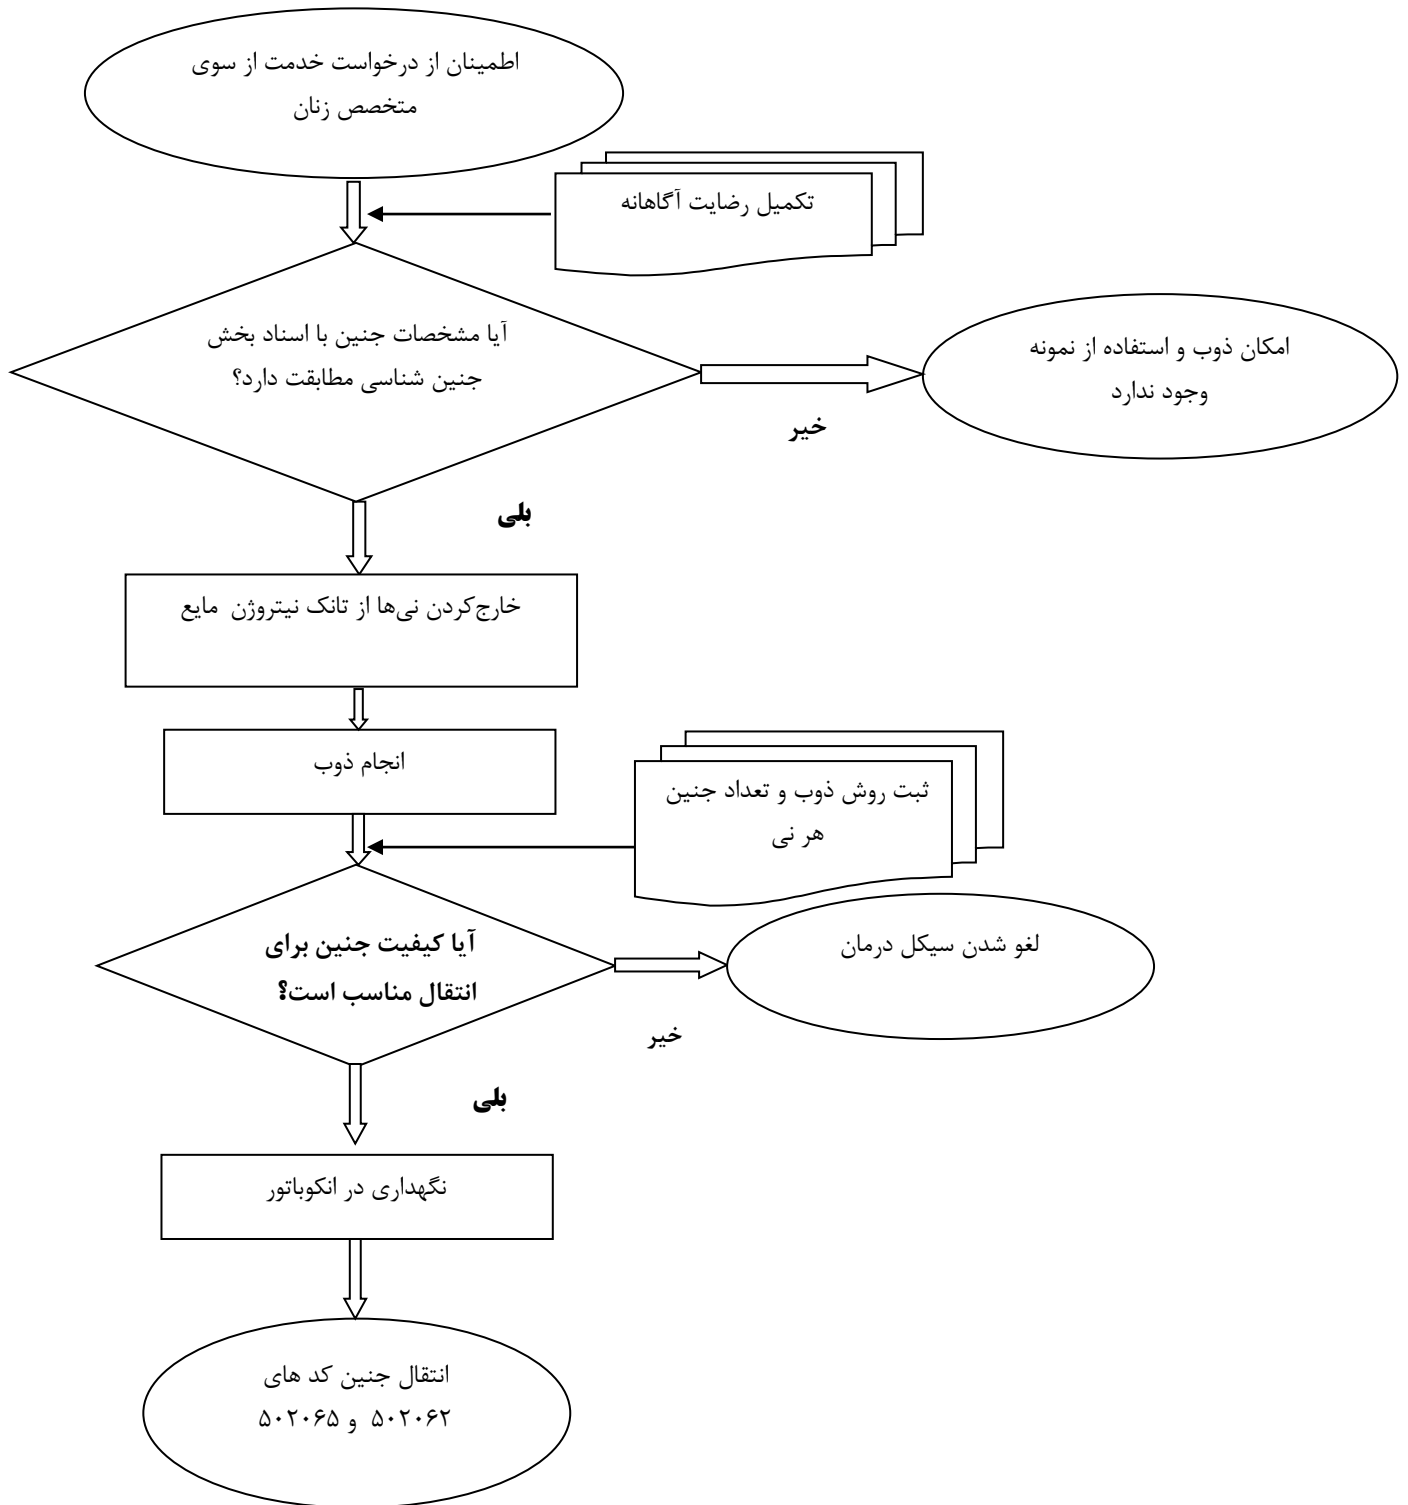 اطمینان از درخواست خدمت از سوی
متخصص زنان
تکمیل رضایت آگاهانه
آیا مشخصات جنین با اسناد بخش
جنین شناسی مطابقت دارد؟
امکان ذوب و استفاده از نمونه
وجود ندارد
خیر
بلی
خارج‌کردن نی‌ها از تانک نیتروژن مایع
انجام ذوب
ثبت روش ذوب و تعداد جنین
هر نی
آیا کیفیت جنین برای
انتقال مناسب است؟
لغو شدن سیکل درمان
خیر
بلی
نگهداری در انکوباتور
انتقال جنین کد های
۵۰۲۰۶۲ و ۵۰۲۰۶۵